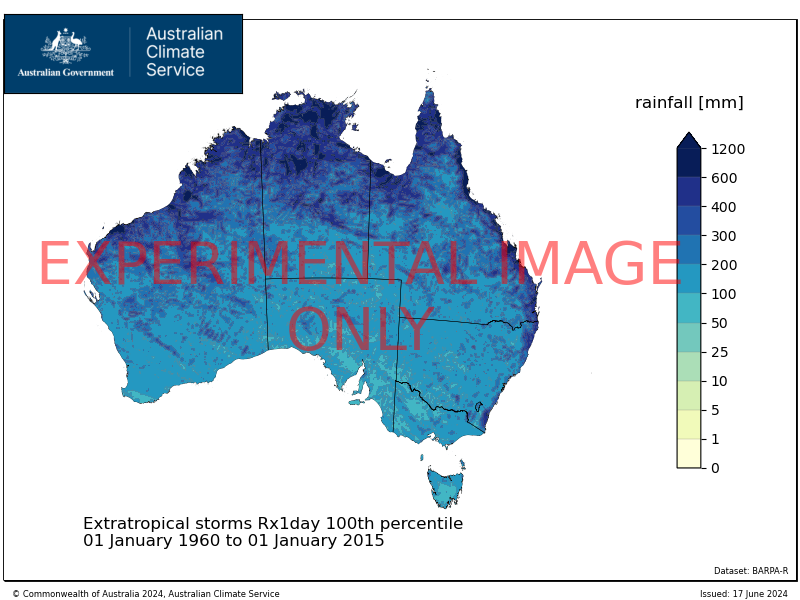 Australian Government
Australian
Climate
Service
rainfall [mm]
1200
600
400
300
200
100
50
25
10
5
1
0
EXPERIMENTAL IMAGE
ONLY
Extratropical storms Rx1day 100th percentile
01 January 1960 to 01 January 2015
Dataset: BARPA-R
© Commonwealth of Australia 2024, Australian Climate Service
Issued: 17 June 2024